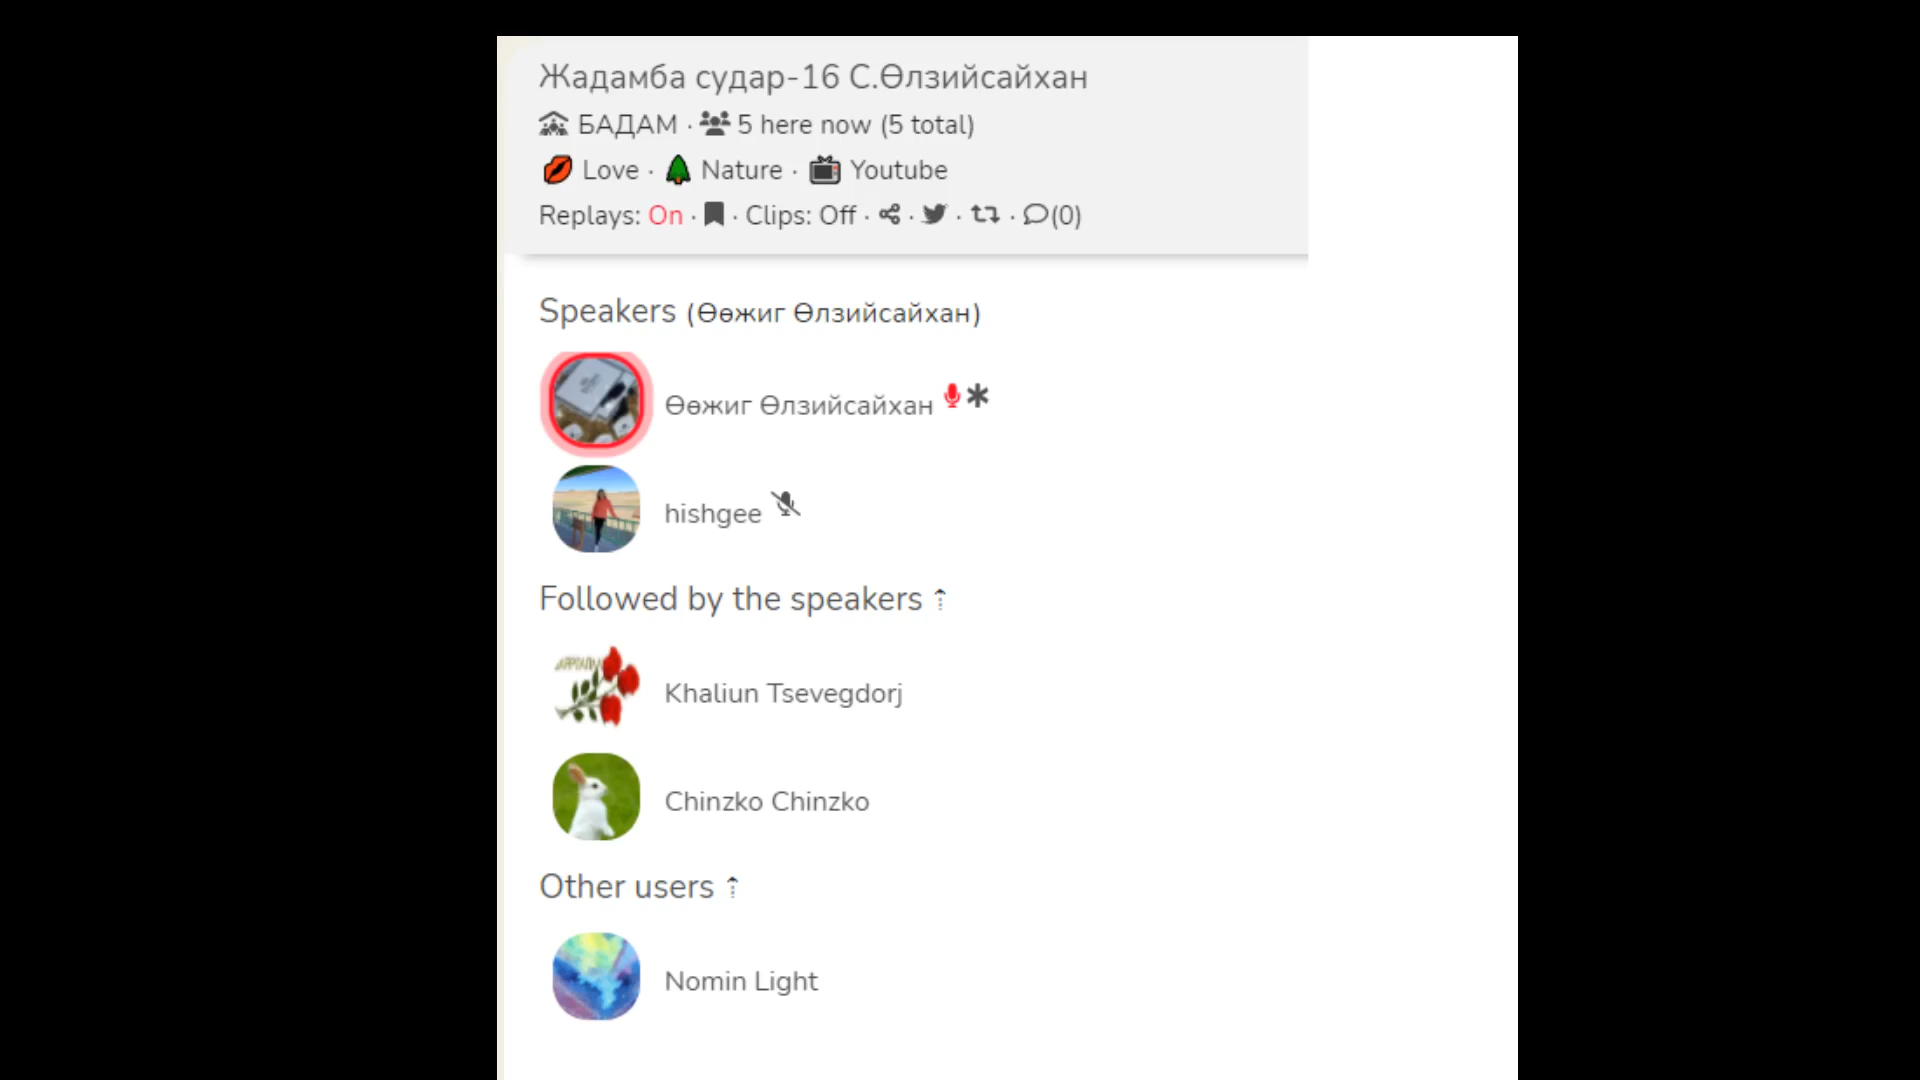 Жадамба судар-16 С.Өлзийсайхан
БАДАМ · 5 here now (5 total)
Love · Nature · Youtube
Replays: On · · Clips: Off · · · · (0)
Speakers (Өөжиг Өлзийсайхан)
Өөжиг Өлзийсайхан
hishgee
Followed by the speakers ⇡
Khaliun Tsevegdorj
Chinzko Chinzko
Other users ⇡
Nomin Light